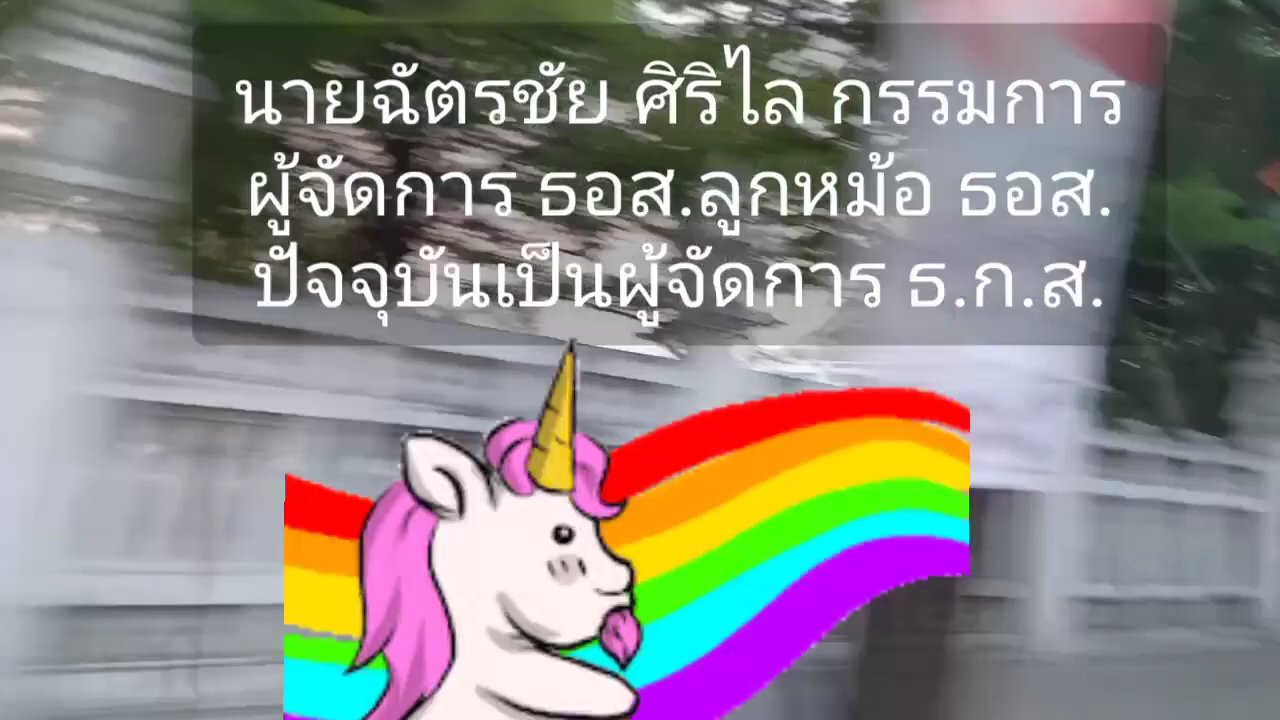 นายฉัตรชัย ศิริไล กรรมการ
ผู้จัดการ ธอส.ลูกหม้อ ธอส.
ปัจจุบันเป็นผู้จัดการ ธ.ก.ส.